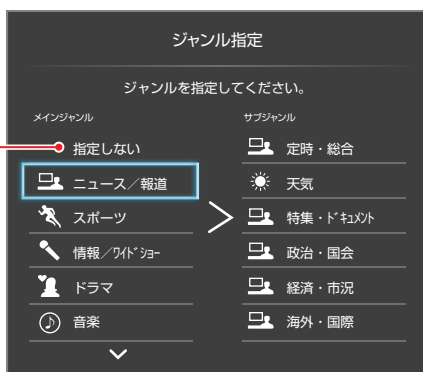 ジャンル指定
ジャンルを指定してください。
メインジャンル
指定しない
ニュース／報道
スポーツ
情報／ﾜｲﾄﾞｼｮｰ
ドラマ
音楽
サブジャンル
定時・総合
天気
特集・ﾄﾞｷｭﾒﾝﾄ
政治・国会
経済・市況
海外・国際